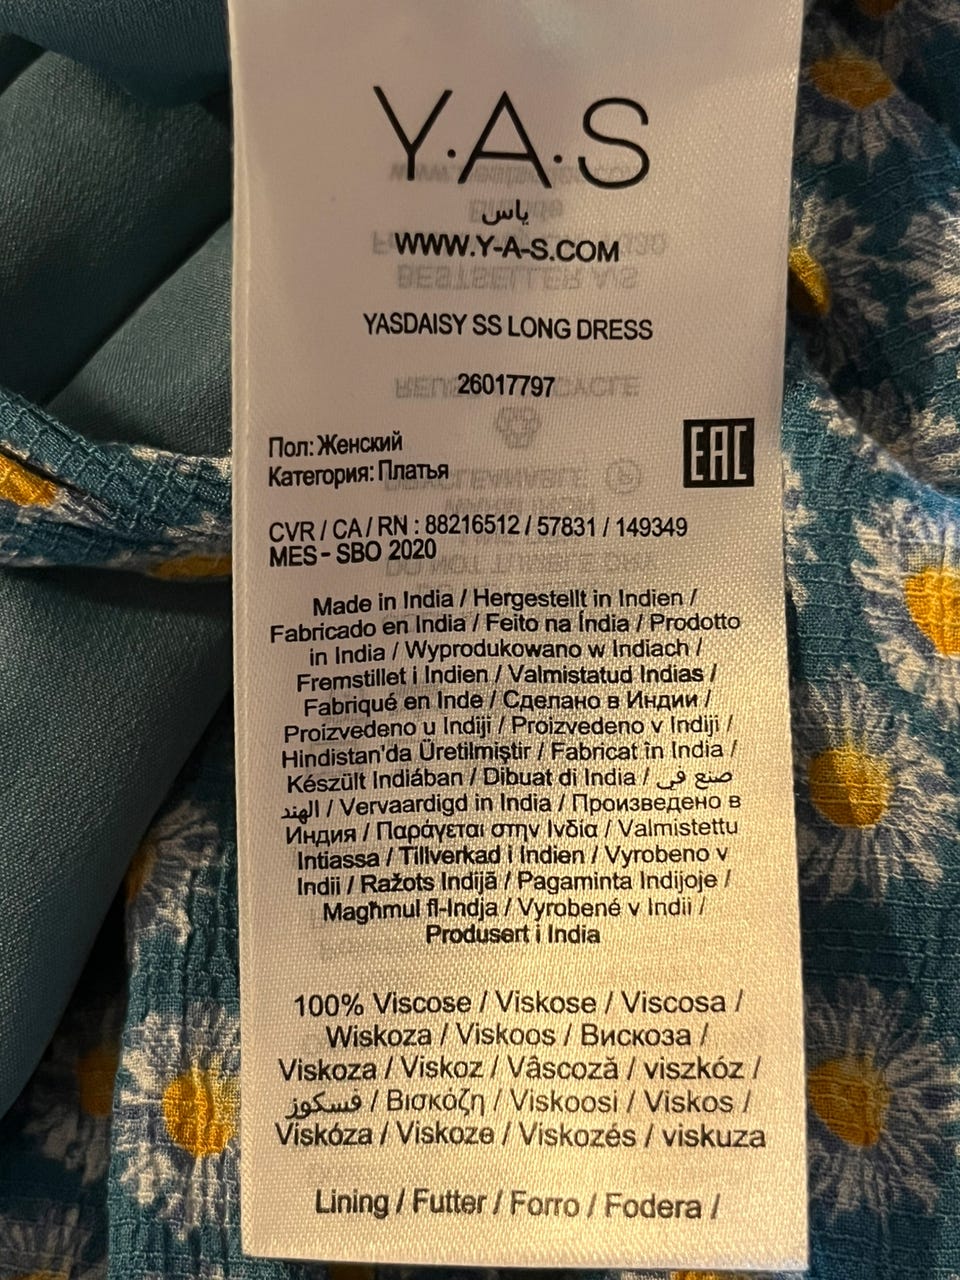 Y.A.S
ياس
WWW.Y-A-S.COM
YASDAISY SS LONG DRESS
26017797
Пол: Женский
Категория: Платья
EAC
CVR / CA / RN : 88216512 / 57831 / 149349
MES - SBO 2020
Made in India / Hergestellt in Indien /
Fabricado en India / Feito na Índia / Prodotto
in India / Wyprodukowano w Indiach /
Fremstillet i Indien / Valmistatud Indias /
Fabriqué en Inde / Сделано в Индии /
Proizvedeno u Indiji / Proizvedeno v Indiji /
Hindistan'da Üretilmiştir / Fabricat în India /
Készült Indiában / Dibuat di India / صنع في
الهند / Vervaardigd in India / Произведено в
Индия / Παράγεται στην Ινδία / Valmistettu
Intiassa / Tillverkad i Indien / Vyrobeno v
Indii / Ražots Indijā / Pagaminta Indijoje /
Magħmul fl-Indja / Vyrobené v Indii /
Produsert i India
100% Viscose / Viskose / Viscosa /
Wiskoza / Viskoos / Вискоза /
Viskoza / Viskoz / Vâscoză / viszkóz /
فسكوز / Βισκόζη / Viskoosi / Viskos /
Viskóza / Viskoze / Viskozés / viskuza
Lining / Futter / Forro / Fodera /